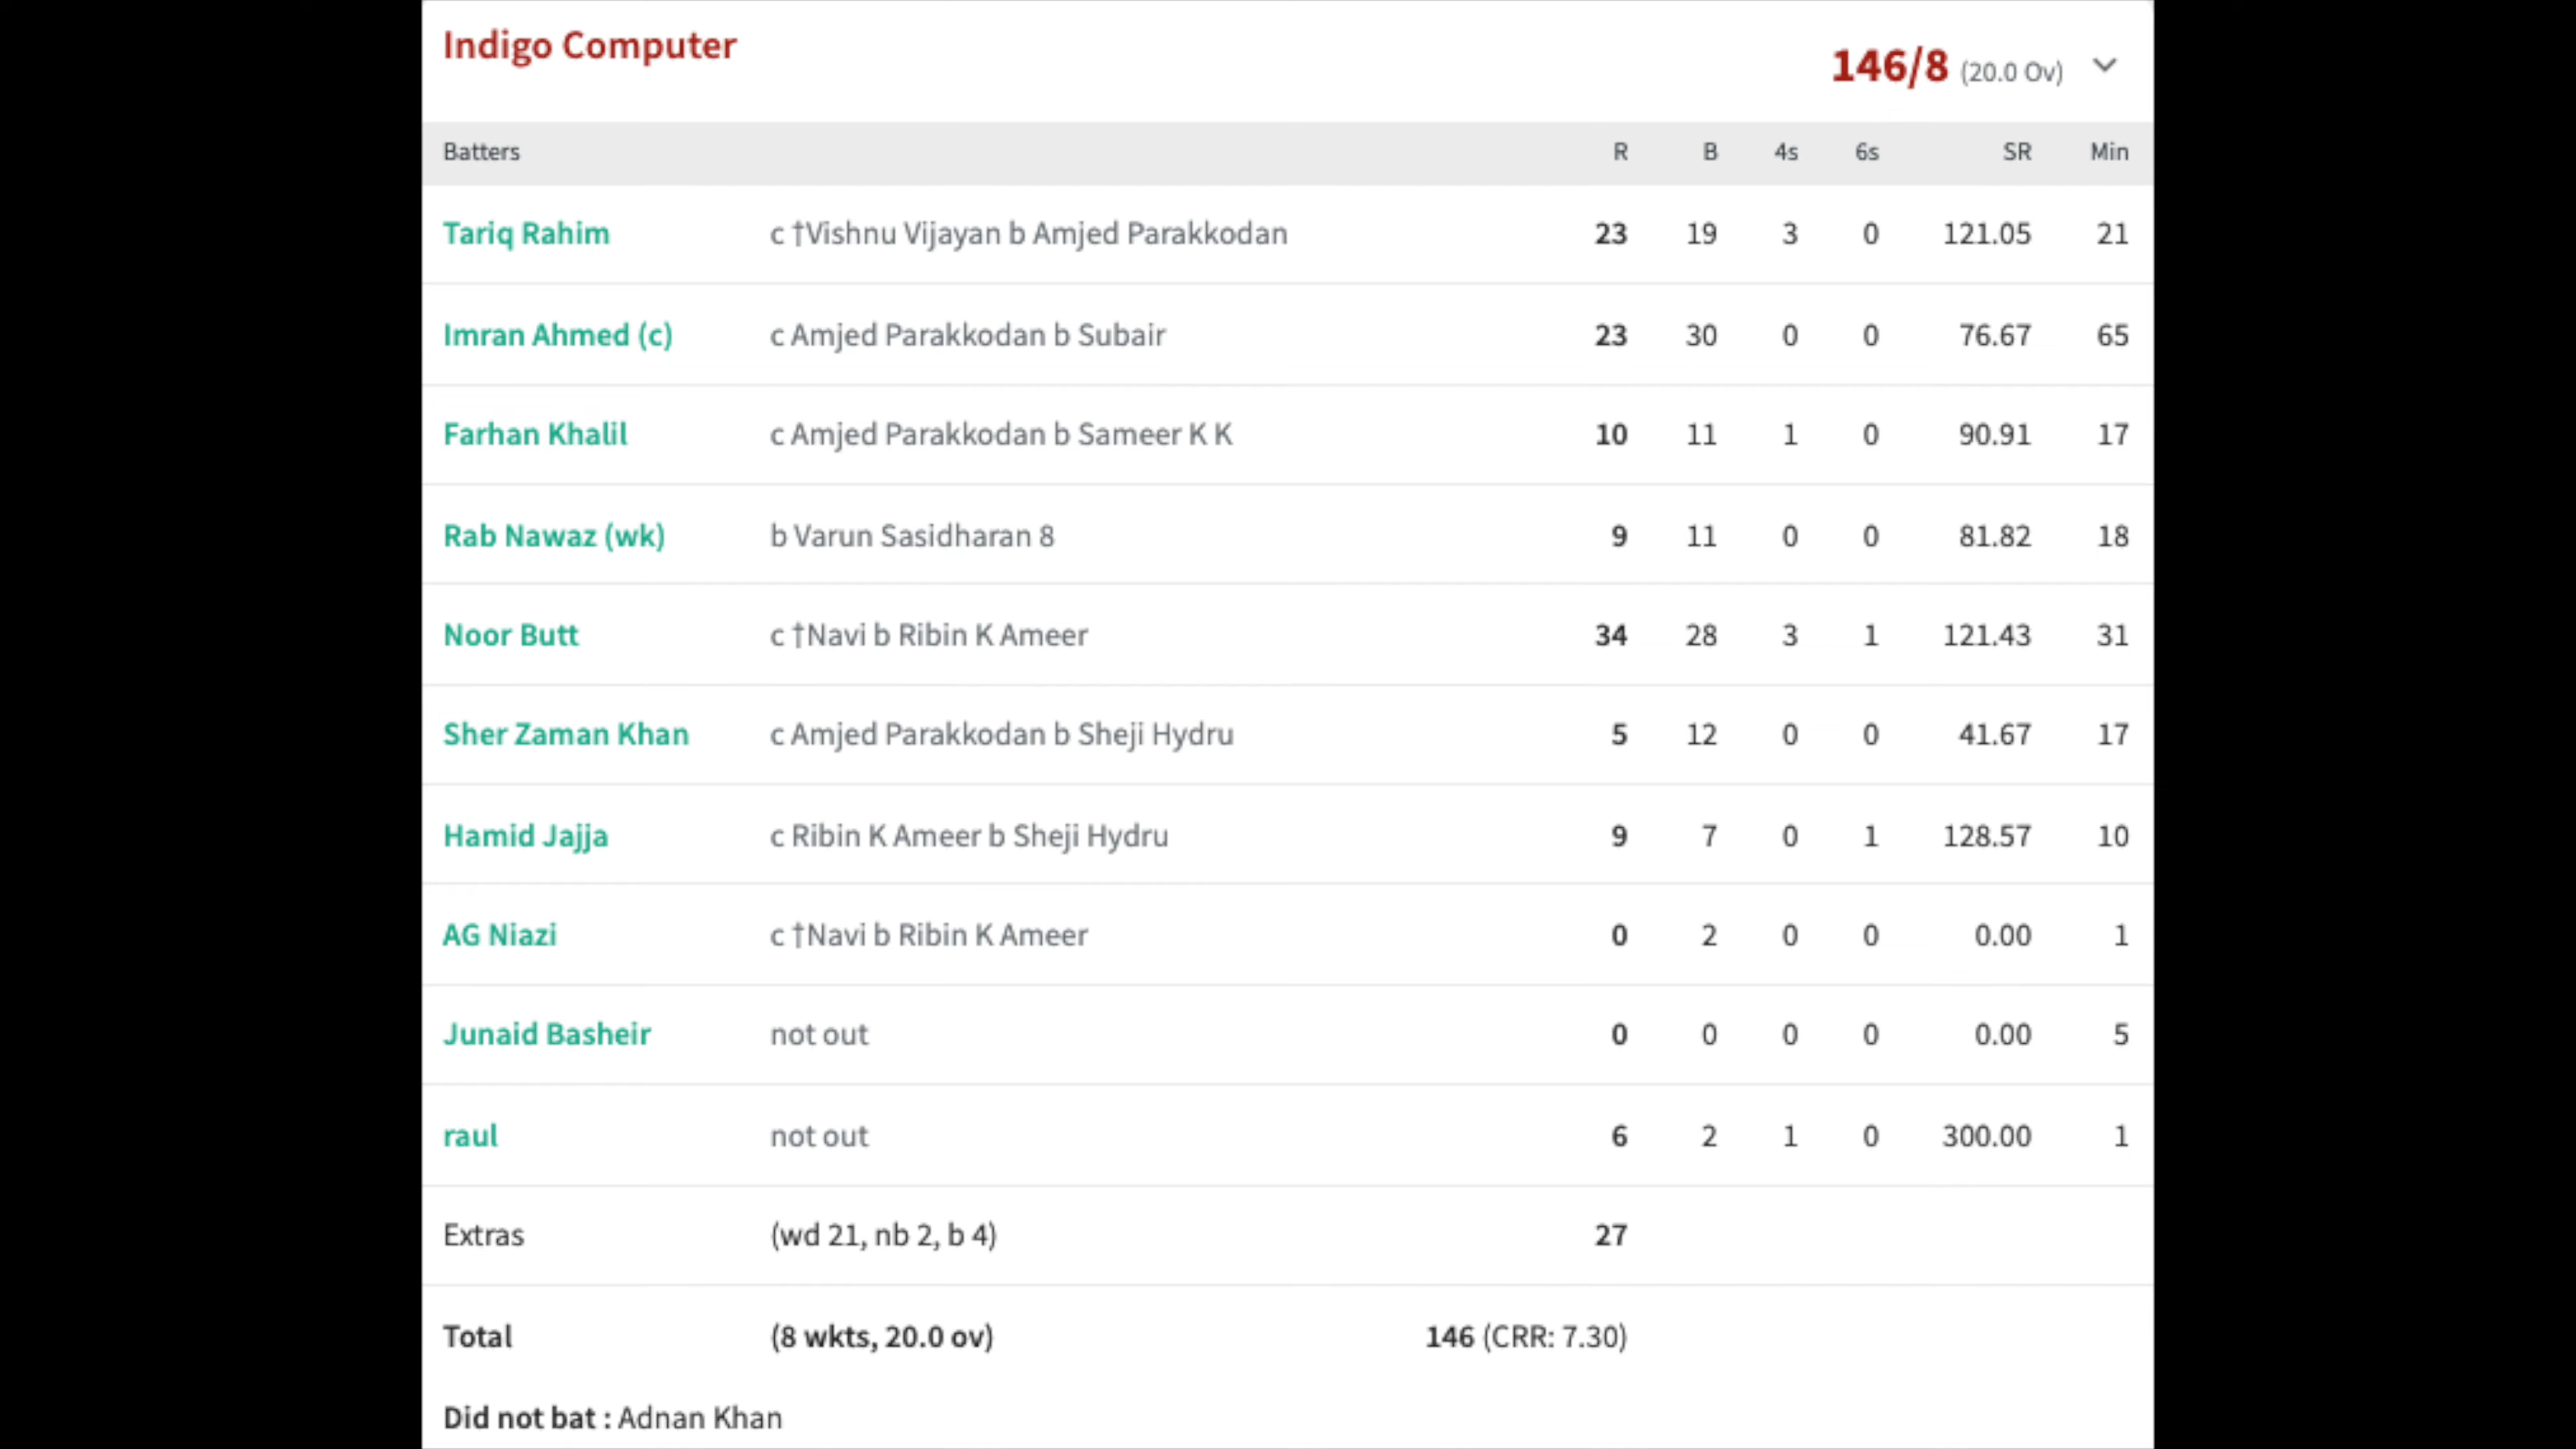 Indigo Computer
146/8 (20.0 Ov)
Batters R B 4s 6s SR Min
Tariq Rahim c †Vishnu Vijayan b Amjed Parakkodan 23 19 3 0 121.05 21
Imran Ahmed (c) c Amjed Parakkodan b Subair 23 30 0 0 76.67 65
Farhan Khalil c Amjed Parakkodan b Sameer K K 10 11 1 0 90.91 17
Rab Nawaz (wk) b Varun Sasidharan 8 9 11 0 0 81.82 18
Noor Butt c †Navi b Ribin K Ameer 34 28 3 1 121.43 31
Sher Zaman Khan c Amjed Parakkodan b Sheji Hydru 5 12 0 0 41.67 17
Hamid Jajja c Ribin K Ameer b Sheji Hydru 9 7 0 1 128.57 10
AG Niazi c †Navi b Ribin K Ameer 0 2 0 0 0.00 1
Junaid Basheir not out 0 0 0 0 0.00 5
raul not out 6 2 1 0 300.00 1
Extras (wd 21, nb 2, b 4) 27
Total (8 wkts, 20.0 ov) 146 (CRR: 7.30)
Did not bat : Adnan Khan